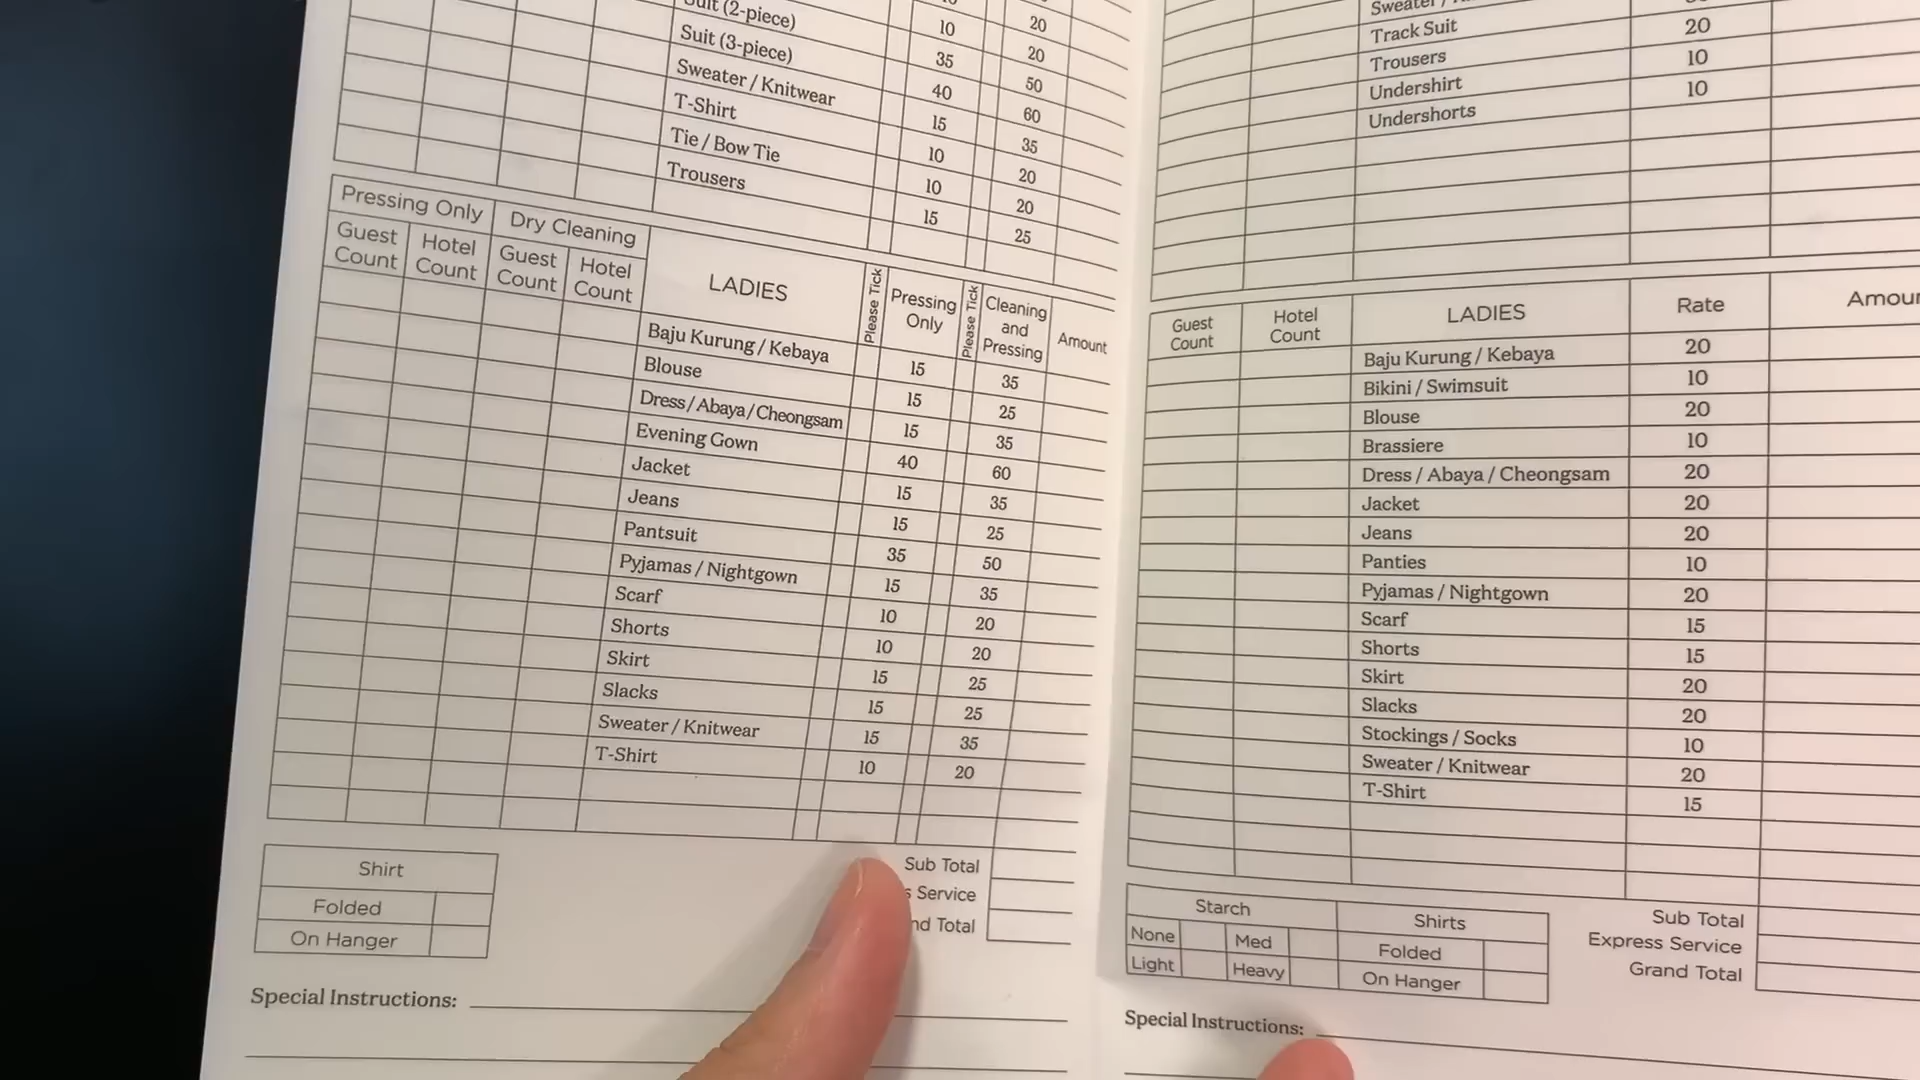 10 20
Suit (2-piece) 35 50
Suit (3-piece) 40 60
Sweater / Knitwear 15 35
T-Shirt 10 20
Tie / Bow Tie 10 20
Trousers 15 25
Pressing Only Dry Cleaning
Guest Count Hotel Count Guest Count Hotel Count LADIES Please Tick Pressing Only Please Tick Cleaning and Pressing Amount
Baju Kurung / Kebaya 15 35
Blouse 15 25
Dress / Abaya / Cheongsam 15 35
Evening Gown 40 60
Jacket 15 35
Jeans 15 25
Pantsuit 35 50
Pyjamas / Nightgown 15 35
Scarf 10 20
Shorts 10 20
Skirt 15 25
Slacks 15 25
Sweater / Knitwear 15 35
T-Shirt 10 20
Shirt
Folded
On Hanger
Sub Total
Service
Total
Special Instructions:
Sweater /
Track Suit
Trousers 20
Undershirt 10
Undershorts 10
Guest Count Hotel Count LADIES Rate
Baju Kurung / Kebaya 20
Bikini / Swimsuit 10
Blouse 20
Brassiere 10
Dress / Abaya / Cheongsam 20
Jacket 20
Jeans 20
Panties 10
Pyjamas / Nightgown 20
Scarf 15
Shorts 15
Skirt 20
Slacks 20
Stockings / Socks 10
Sweater / Knitwear 20
T-Shirt 15
Starch Shirts
None Med Folded
Light Heavy On Hanger
Sub Total
Express Service
Grand Total
Special Instructions: